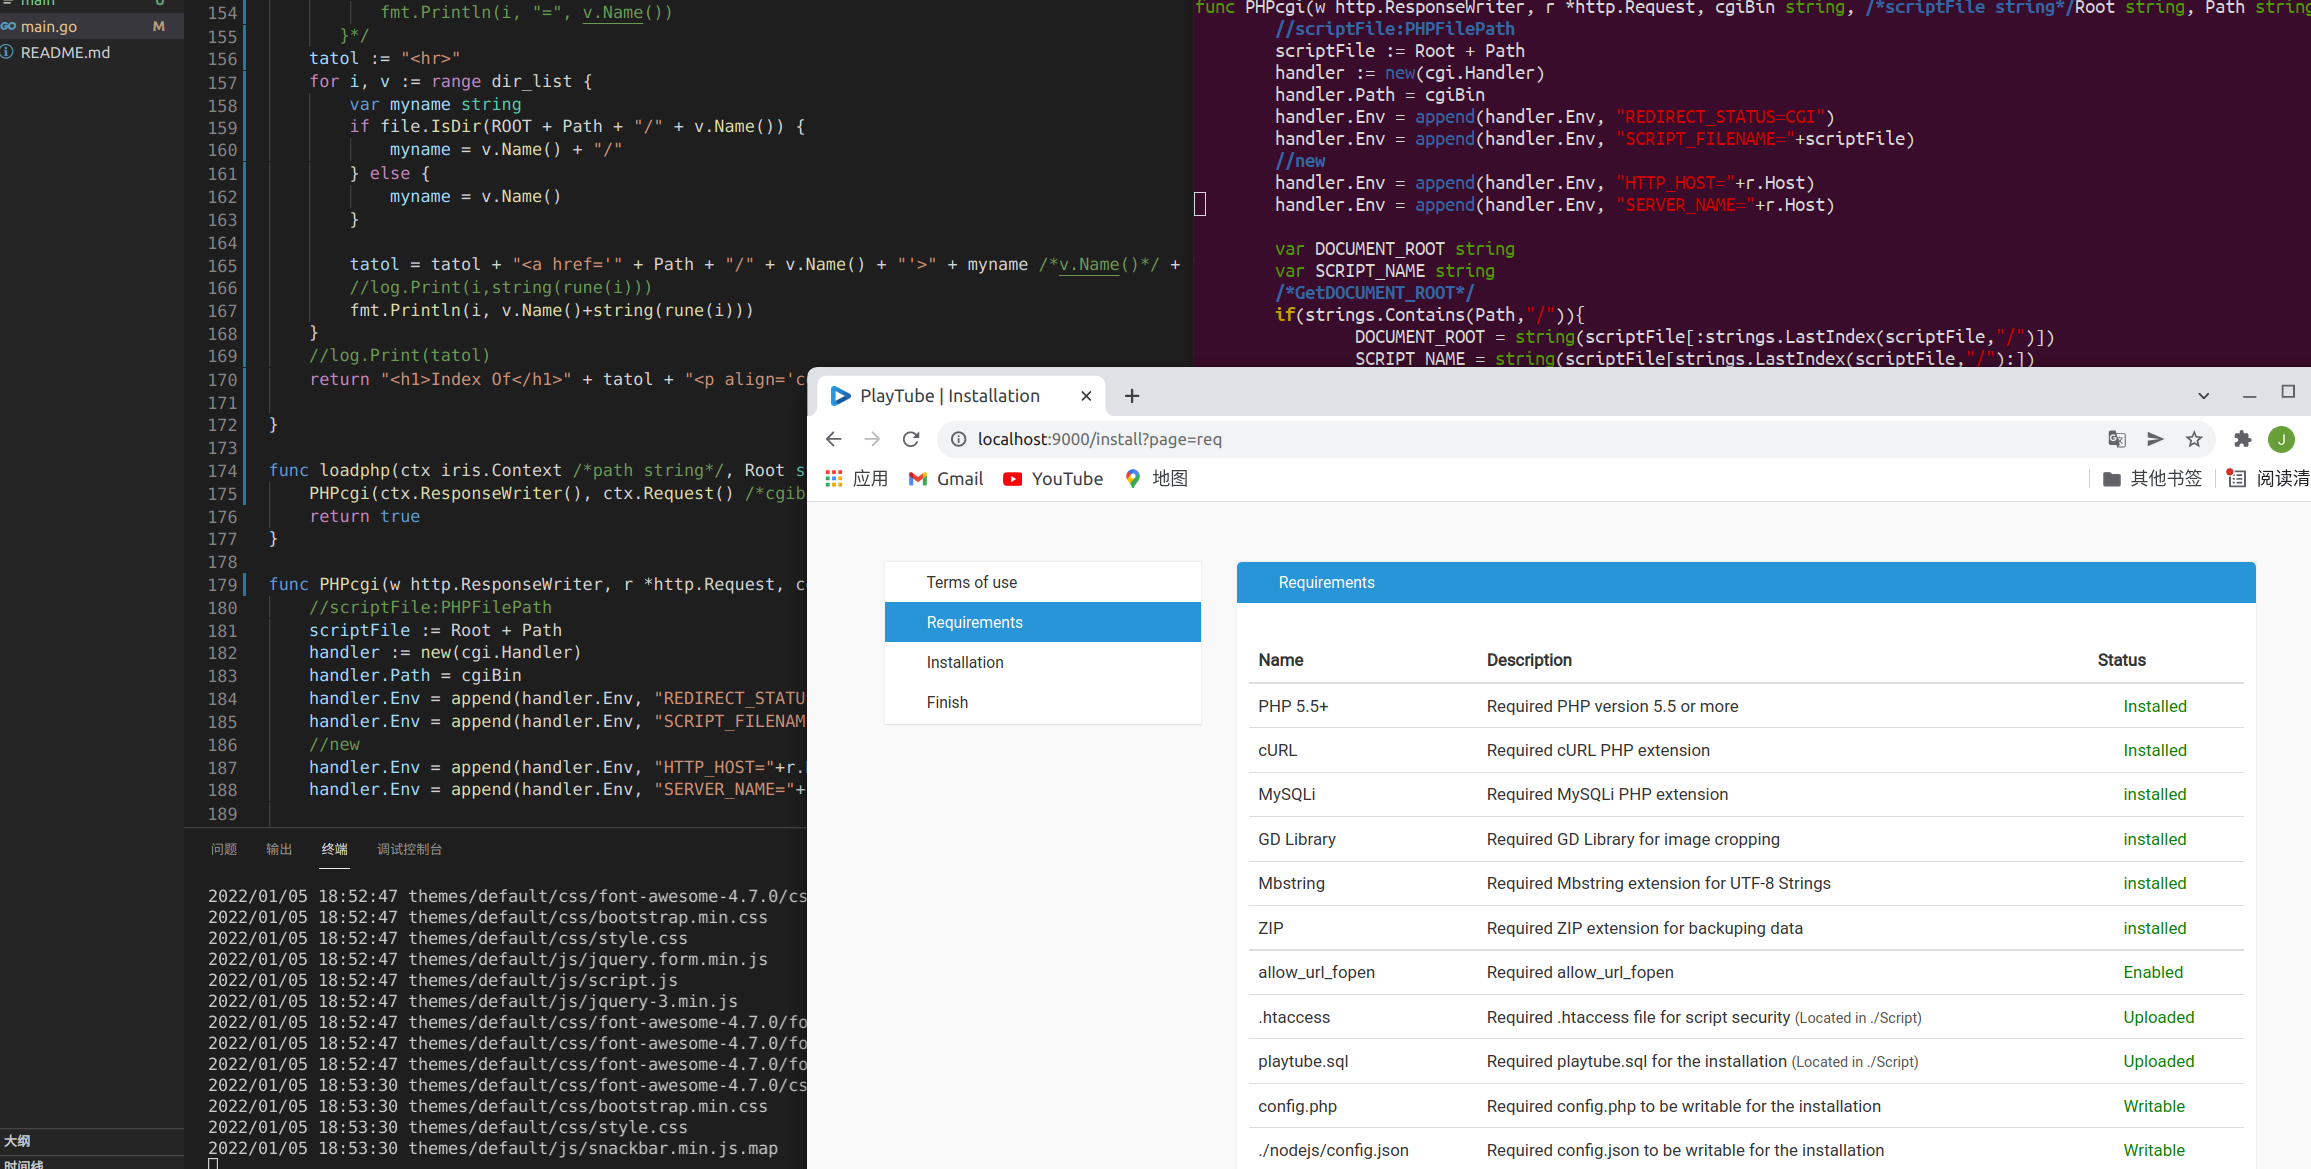 main
main.go M
README.md
154 fmt.Println(i, "=", v.Name())
155 }*/
156 tatol := "<hr>"
157 for i, v := range dir_list {
158 var myname string
159 if file.IsDir(ROOT + Path + "/" + v.Name()) {
160 myname = v.Name() + "/"
161 } else {
162 myname = v.Name()
163 }
164
165 tatol = tatol + "<a href='" + Path + "/" + v.Name() + "'>" + myname /*v.Name()*/ +
166 //log.Print(i,string(rune(i)))
167 fmt.Println(i, v.Name()+string(rune(i)))
168 }
169 //log.Print(tatol)
170 return "<h1>Index Of</h1>" + tatol + "<p align='c
171
172 }
173
174 func loadphp(ctx iris.Context /*path string*/, Root s
175 PHPcgi(ctx.ResponseWriter(), ctx.Request() /*cgib
176 return true
177 }
178
179 func PHPcgi(w http.ResponseWriter, r *http.Request, c
180 //scriptFile:PHPFilePath
181 scriptFile := Root + Path
182 handler := new(cgi.Handler)
183 handler.Path = cgiBin
184 handler.Env = append(handler.Env, "REDIRECT_STATU
185 handler.Env = append(handler.Env, "SCRIPT_FILENAM
186 //new
187 handler.Env = append(handler.Env, "HTTP_HOST="+r.
188 handler.Env = append(handler.Env, "SERVER_NAME="+
189
问题 输出 终端 调试控制台
2022/01/05 18:52:47 themes/default/css/font-awesome-4.7.0/cs
2022/01/05 18:52:47 themes/default/css/bootstrap.min.css
2022/01/05 18:52:47 themes/default/css/style.css
2022/01/05 18:52:47 themes/default/js/jquery.form.min.js
2022/01/05 18:52:47 themes/default/js/script.js
2022/01/05 18:52:47 themes/default/js/jquery-3.min.js
2022/01/05 18:52:47 themes/default/css/font-awesome-4.7.0/fo
2022/01/05 18:52:47 themes/default/css/font-awesome-4.7.0/fo
2022/01/05 18:52:47 themes/default/css/font-awesome-4.7.0/fo
2022/01/05 18:53:30 themes/default/css/font-awesome-4.7.0/cs
2022/01/05 18:53:30 themes/default/css/bootstrap.min.css
2022/01/05 18:53:30 themes/default/css/style.css
2022/01/05 18:53:30 themes/default/js/snackbar.min.js.map
大纲
时间线
func PHPcgi(w http.ResponseWriter, r *http.Request, cgiBin string, /*scriptFile string*/Root string, Path string
//scriptFile:PHPFilePath
scriptFile := Root + Path
handler := new(cgi.Handler)
handler.Path = cgiBin
handler.Env = append(handler.Env, "REDIRECT_STATUS=CGI")
handler.Env = append(handler.Env, "SCRIPT_FILENAME="+scriptFile)
//new
handler.Env = append(handler.Env, "HTTP_HOST="+r.Host)
handler.Env = append(handler.Env, "SERVER_NAME="+r.Host)
var DOCUMENT_ROOT string
var SCRIPT_NAME string
/*GetDOCUMENT_ROOT*/
if(strings.Contains(Path,"/")){
DOCUMENT_ROOT = string(scriptFile[:strings.LastIndex(scriptFile,"/")])
SCRIPT_NAME = string(scriptFile[strings.LastIndex(scriptFile,"/"):])
PlayTube | Installation
localhost:9000/install?page=req
J
应用 Gmail YouTube 地图 其他书签 阅读清
Terms of use
Requirements
Installation
Finish
Requirements
Name Description Status
PHP 5.5+ Required PHP version 5.5 or more Installed
cURL Required cURL PHP extension Installed
MySQLi Required MySQLi PHP extension installed
GD Library Required GD Library for image cropping installed
Mbstring Required Mbstring extension for UTF-8 Strings installed
ZIP Required ZIP extension for backuping data installed
allow_url_fopen Required allow_url_fopen Enabled
.htaccess Required .htaccess file for script security (Located in ./Script) Uploaded
playtube.sql Required playtube.sql for the installation (Located in ./Script) Uploaded
config.php Required config.php to be writable for the installation Writable
./nodejs/config.json Required config.json to be writable for the installation Writable